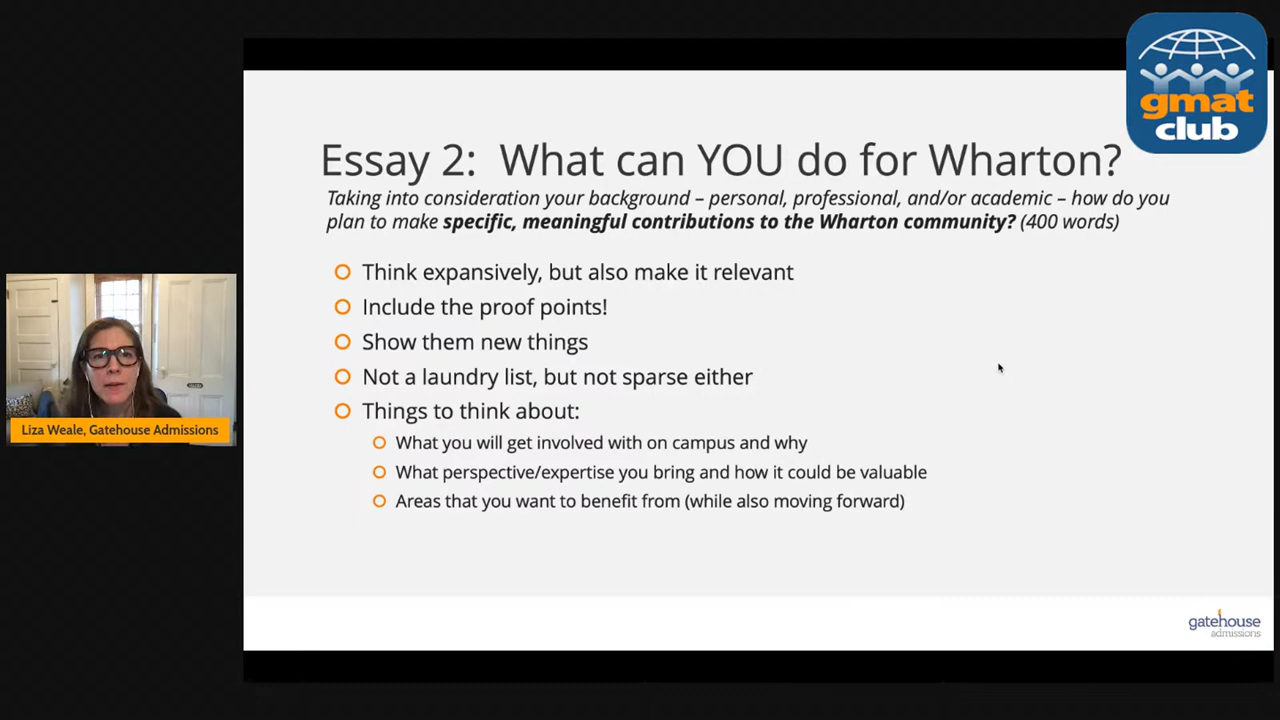 gmat
club
Essay 2: What can YOU do for Wharton?
Taking into consideration your background – personal, professional, and/or academic – how do you
plan to make specific, meaningful contributions to the Wharton community? (400 words)
Think expansively, but also make it relevant
Include the proof points!
Show them new things
Not a laundry list, but not sparse either
Things to think about:
What you will get involved with on campus and why
What perspective/expertise you bring and how it could be valuable
Areas that you want to benefit from (while also moving forward)
Liza Weale, Gatehouse Admissions
gatehouse
admissions